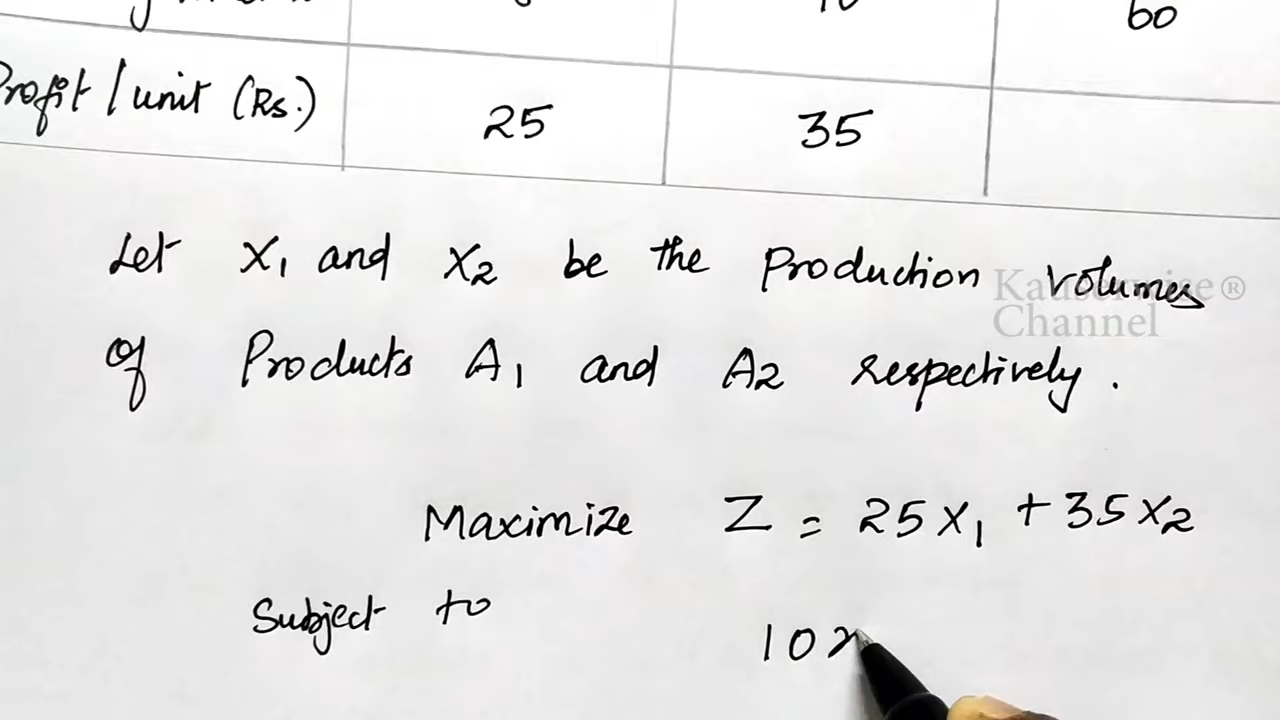 60
Profit / unit (Rs.) 25 35
Let X1 and X2 be the Production volumes
Kauserwise®
Channel
of Products A1 and A2 respectively.
Maximize Z = 25X1 + 35X2
Subject to
10x